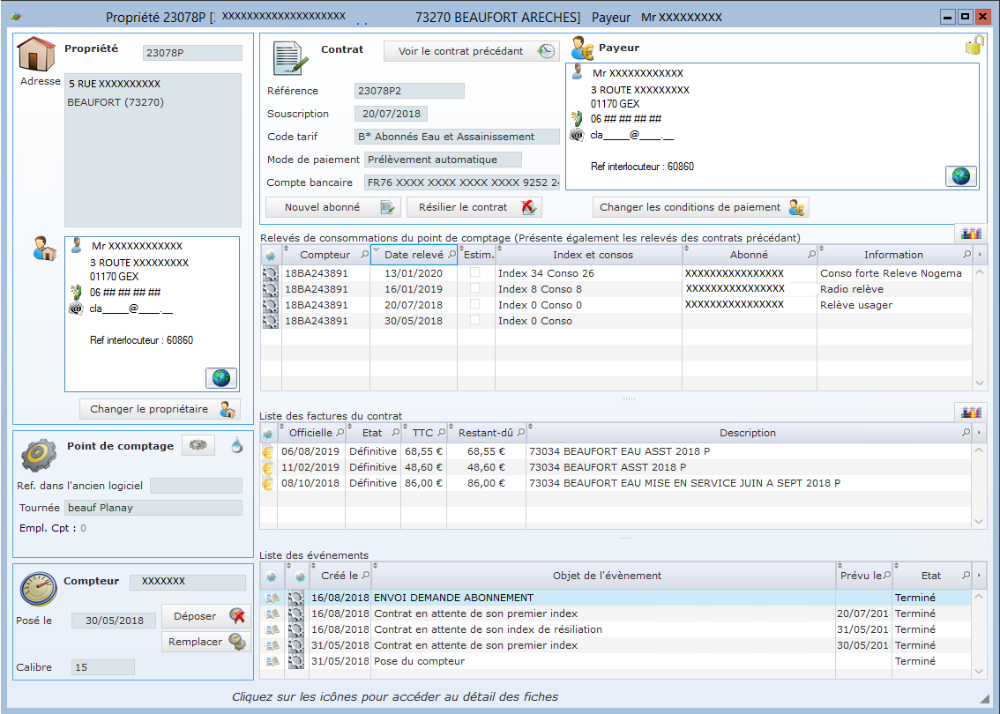 Propriété 23078P [ XXXXXXXXXXXXXXXXXXXX 73270 BEAUFORT ARECHES] Payeur Mr XXXXXXXXX
Propriété 23078P
Adresse 5 RUE XXXXXXXXXX
BEAUFORT (73270)
Mr XXXXXXXXXXXX
3 ROUTE XXXXXXXXX
01170 GEX
06 ## ## ## ##
cla_____@____.__
Ref interlocuteur : 60860
Changer le propriétaire
Point de comptage
Ref. dans l'ancien logiciel
Tournée beauf Planay
Empl. Cpt : 0
Compteur XXXXXXX
Posé le 30/05/2018 Déposer
Remplacer
Calibre 15
Contrat Voir le contrat précédant
Référence 23078P2
Souscription 20/07/2018
Code tarif B* Abonnés Eau et Assainissement
Mode de paiement Prélèvement automatique
Compte bancaire FR76 XXXX XXXX XXXX XXXX 9252 24
Nouvel abonné Résilier le contrat
Payeur
Mr XXXXXXXXXXXX
3 ROUTE XXXXXXXXX
01170 GEX
06 ## ## ## ##
cla_____@____.__
Ref interlocuteur : 60860
Changer les conditions de paiement
Relevés de consommations du point de comptage (Présente également les relevés des contrats précédant)
Compteur Date relevé Estim. Index et consos Abonné Information
18BA243891 13/01/2020 Index 34 Conso 26 XXXXXXXXXXXXXXXX Conso forte Releve Nogema
18BA243891 16/01/2019 Index 8 Conso 8 XXXXXXXXXXXXXXXX Radio relève
18BA243891 20/07/2018 Index 0 Conso 0 XXXXXXXXXXXXXXXX Relève usager
18BA243891 30/05/2018 Index 0 Conso
Liste des factures du contrat
Officielle Etat TTC Restant-dû Description
06/08/2019 Définitive 68,55 € 68,55 € 73034 BEAUFORT EAU ASST 2018 P
11/02/2019 Définitive 48,60 € 48,60 € 73034 BEAUFORT ASST 2018 P
08/10/2018 Définitive 86,00 € 86,00 € 73034 BEAUFORT EAU MISE EN SERVICE JUIN A SEPT 2018 P
Liste des événements
Créé le Objet de l'évènement Prévu le Etat
16/08/2018 ENVOI DEMANDE ABONNEMENT Terminé
16/08/2018 Contrat en attente de son premier index 20/07/201 Terminé
16/08/2018 Contrat en attente de son index de résiliation 31/05/201 Terminé
31/05/2018 Contrat en attente de son premier index 30/05/201 Terminé
31/05/2018 Pose du compteur Terminé
Cliquez sur les icônes pour accéder au détail des fiches